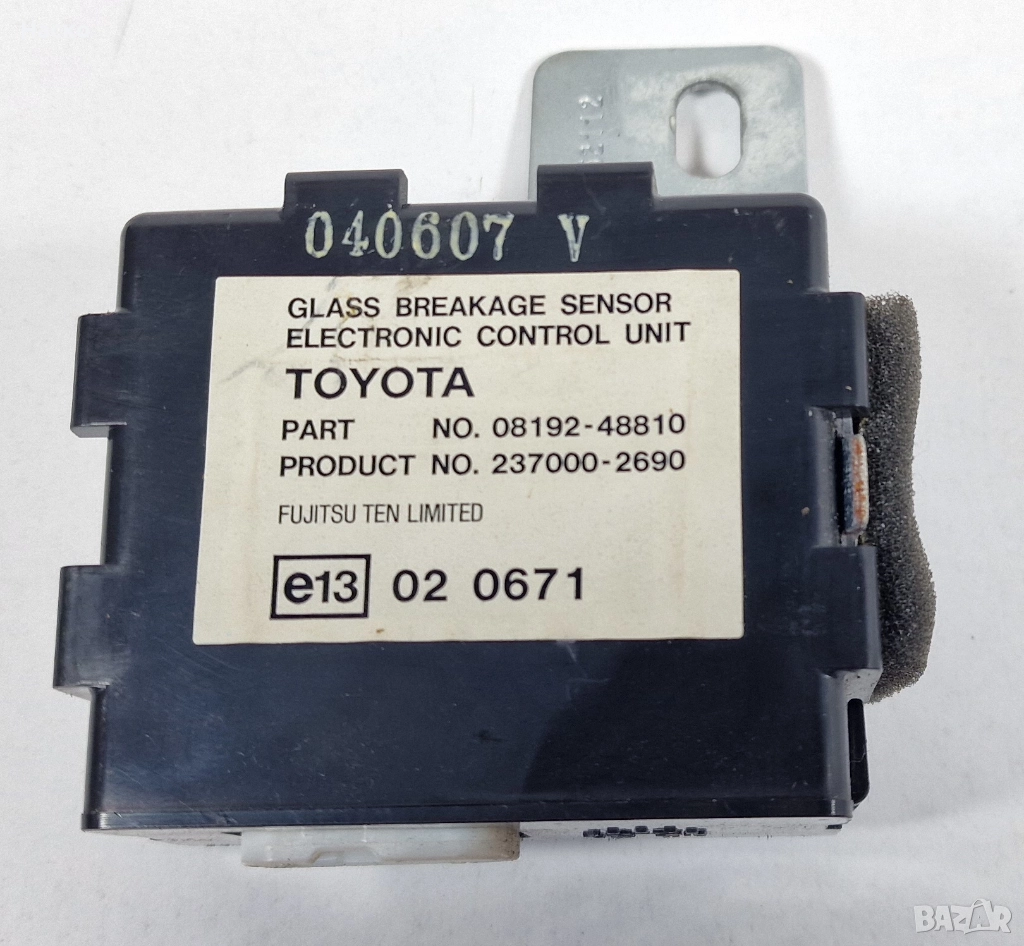 040607 V
GLASS BREAKAGE SENSOR
ELECTRONIC CONTROL UNIT
TOYOTA
PART NO. 08192-48810
PRODUCT NO. 237000-2690
FUJITSU TEN LIMITED
e13 02 0671
BAZAR